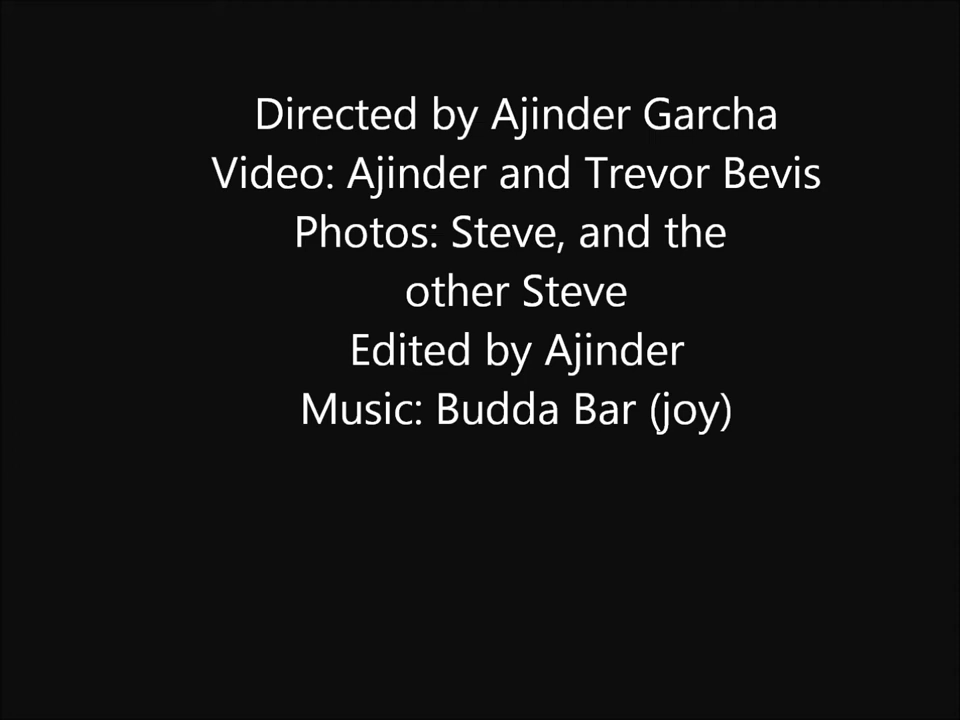 Directed by Ajinder Garcha
Video: Ajinder and Trevor Bevis
Photos: Steve, and the
other Steve
Edited by Ajinder
Music: Budda Bar (joy)